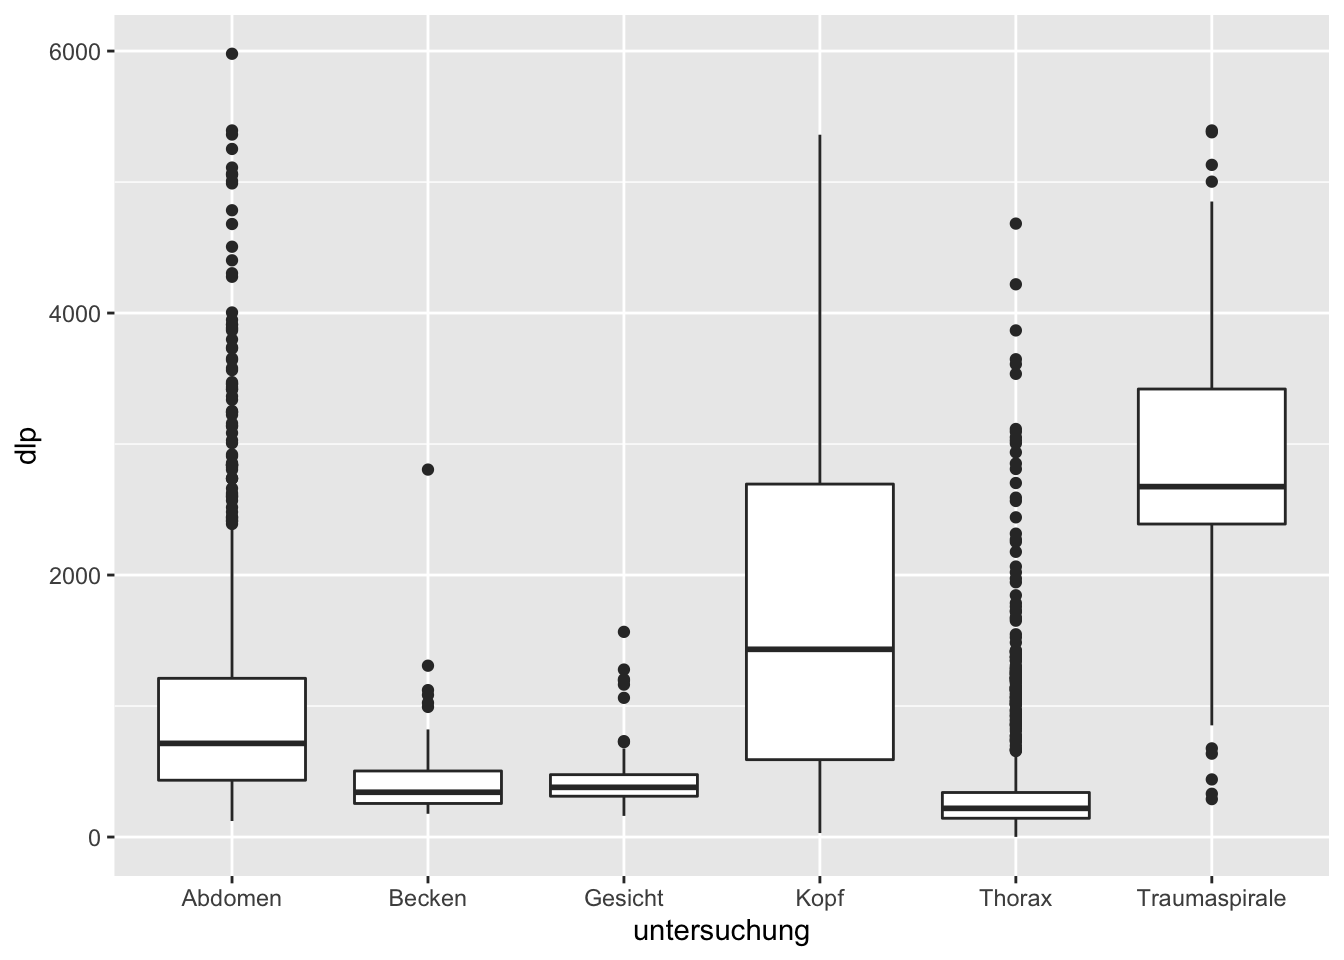 6000
4000
2000
0
dlp
Abdomen Becken Gesicht Kopf Thorax Traumaspirale
untersuchung